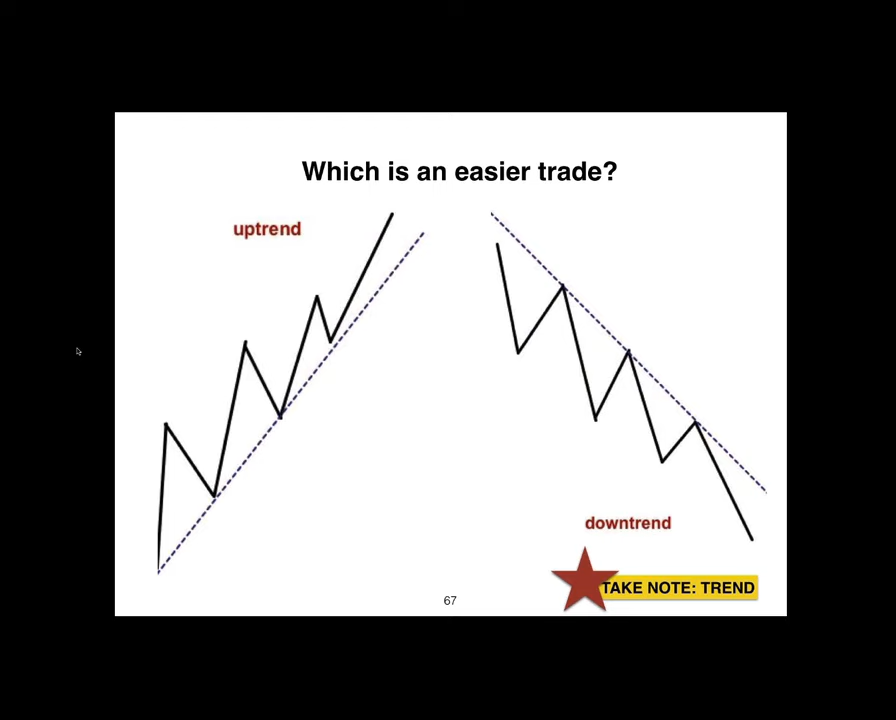 Which is an easier trade?
uptrend
downtrend
TAKE NOTE: TREND
67